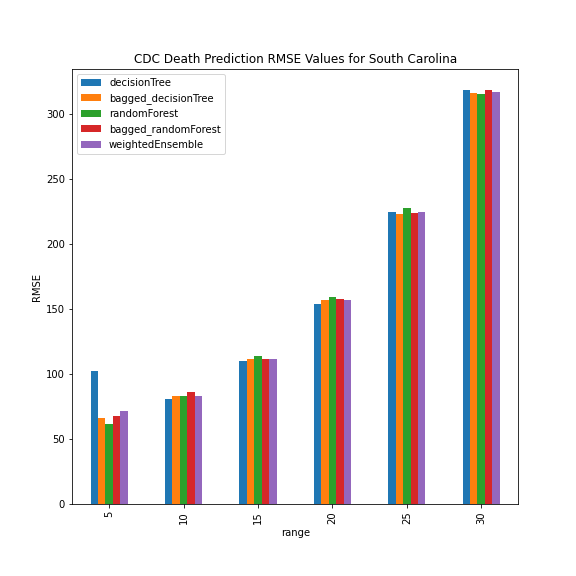 CDC Death Prediction RMSE Values for South Carolina
decisionTree
bagged_decisionTree
randomForest
bagged_randomForest
weightedEnsemble
300
250
200
150
100
50
0
RMSE
5
10
15
20
25
30
range